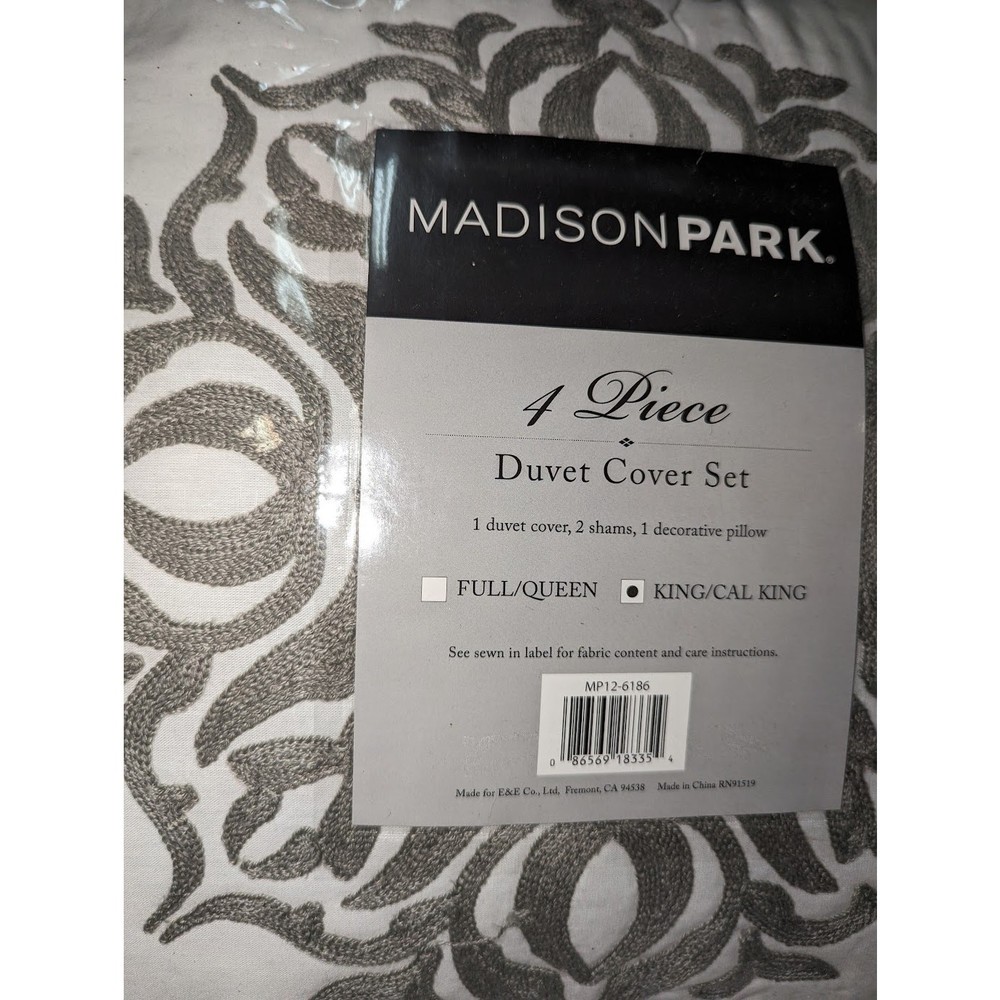 MADISONPARK®
4 Piece
Duvet Cover Set
1 duvet cover, 2 shams, 1 decorative pillow
FULL/QUEEN KING/CAL KING
See sewn in label for fabric content and care instructions.
MP12-6186
0 86569 18335 4
Made for E&E Co., Ltd, Fremont, CA 94538 Made in China RN91519